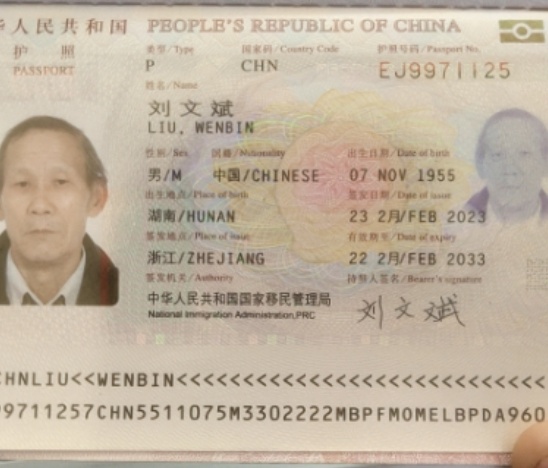 人民共和国 PEOPLE'S REPUBLIC OF CHINA
护 照 类型/Type 国家码/Country Code 护照号码/Passport No.
PASSPORT P CHN EJ9971125
姓名/Name
刘文斌
LIU, WENBIN
性别/Sex 国籍/Nationality 出生日期/Date of birth
男/M 中国/CHINESE 07 NOV 1955
出生地点/Place of birth 签发日期/Date of issue
湖南/HUNAN 23 2月/FEB 2023
签发地点/Place of issue 有效期至/Date of expiry
浙江/ZHEJIANG 22 2月/FEB 2033
签发机关/Authority 持照人签名/Bearer's signature
中华人民共和国国家移民管理局 刘文斌
National Immigration Administration,PRC
CHNLIU<<WENBIN<<<<<<<<<<<<<<<<<<<<<<<<<<<
9711257CHN5511075M3302222MBPFMOMELBPDA960